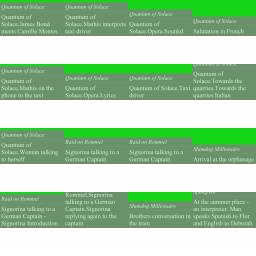 Quantum of Solace
Quantum of
Solace.James Bond
meets Camille Montes
Quantum of Solace
Quantum of
Solace.Mathis interprets
taxi driver
Quantum of Solace
Quantum of
Solace.Opera.Sounkd
Quantum of Solace
Salutation in French
Quantum of Solace
Quantum of
Solace.Mathis on the
phone in the taxi
Quantum of Solace
Quantum of
Solace.Opera.Lyrics
Quantum of Solace
Quantum of Solace.Taxi
driver
Quantum of Solace
Quantum of
Solace.Towards the
quarries.Towards the
quarries Italian
Quantum of Solace
Quantum of
Solace.Woman talking
to herself
Raid on Rommel
Signorina talking to a
German Captain
Raid on Rommel
Signorina talking to a
German Captain
Slumdog Millionaire
Arrival at the orphanage
Raid on Rommel
Signorina talking to a
German Captain -
Signorina Introduction
Rommel.Signorina
talking to a German
Captain.Signorina
replying again to the
captain
Slumdog Millionaire
Brothers conversation in
the train
At the summer place -
an interpreter. Man
speaks Spanish to Flor
and English to Deborah